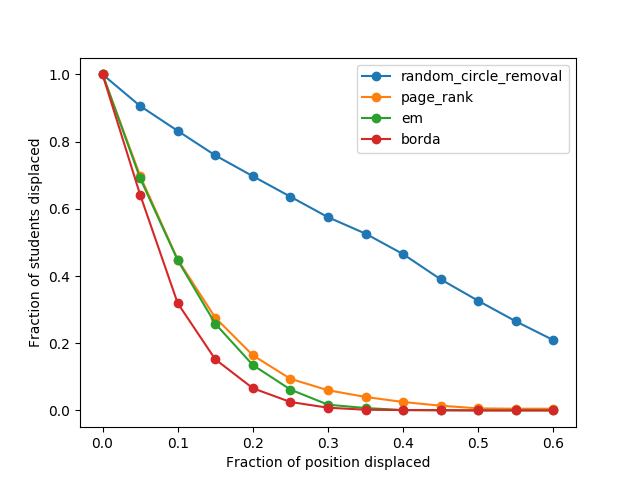 random_circle_removal
page_rank
em
borda
Fraction of students displaced
1.0
0.8
0.6
0.4
0.2
0.0
0.0 0.1 0.2 0.3 0.4 0.5 0.6
Fraction of position displaced